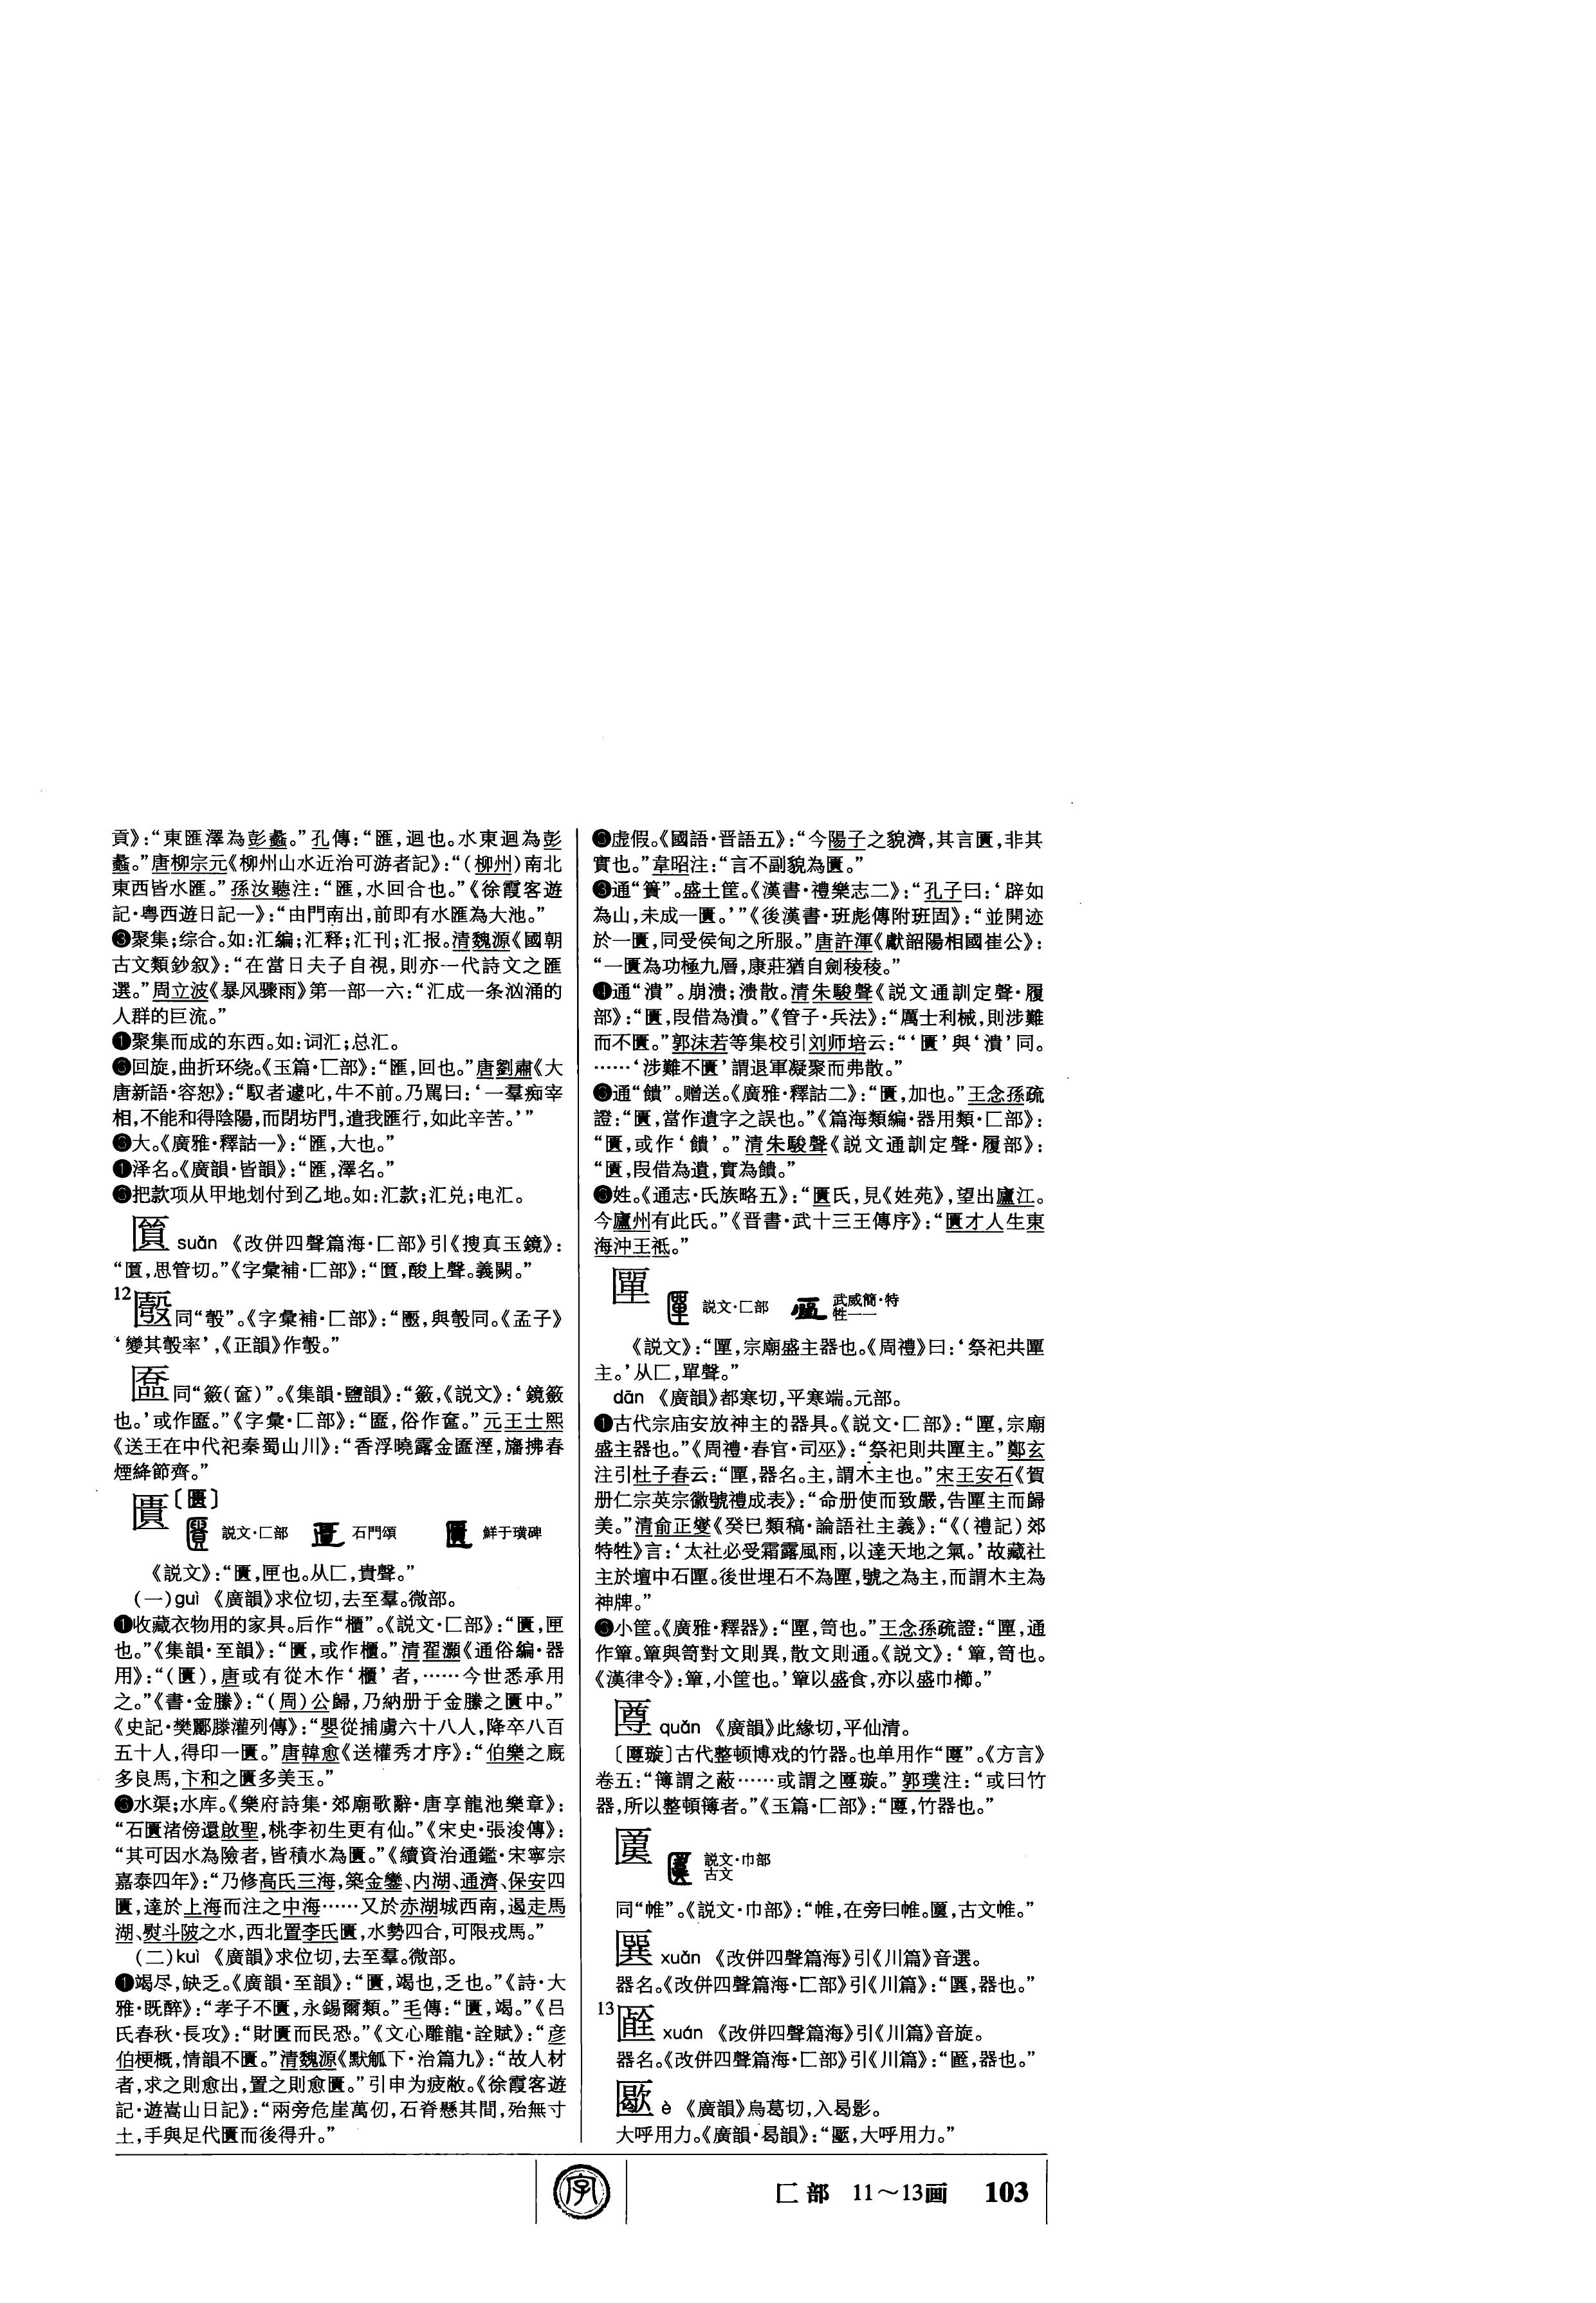 貢》：“東匯澤為彭蠡。”孔傳：“匯，迴也。水東迴為彭
蠡。”唐柳宗元《柳州山水近治可游者記》：“（柳州）南北
東西皆水匯。”孫汝聽注：“匯，水回合也。”《徐霞客遊
記·粵西遊日記一》：“由門南出，前即有水匯為大池。”
❸聚集；综合。如：汇编；汇释；汇刊；汇报。清魏源《國朝
古文類鈔叙》：“在當日夫子自視，則亦一代詩文之匯
選。”周立波《暴风骤雨》第一部一六：“汇成一条汹涌的
人群的巨流。”
聚集而成的东西。如：词汇；总汇。
回旋，曲折环绕。《玉篇·匚部》：“匯，回也。”唐劉肅《大
唐新語·容恕》：“馭者遽叱，牛不前。乃駡曰：‘一羣痴宰
相，不能和得陰陽，而閉坊門，遣我匯行，如此辛苦。’”
大。《廣雅·釋詁一》：“匯，大也。”
泽名。《廣韻·皆韻》：“匯，澤名。”
把款项从甲地划付到乙地。如：汇款；汇兑；电汇。
suǎn 《改併四聲篇海·匚部》引《搜真玉鏡》：
“，思管切。”《字彙補·匚部》：“，酸上聲。義闕。”
12 同“彀”。《字彙補·匚部》：“，與彀同。《孟子》
‘變其彀率’，《正韻》作彀。”
匳同“籢（奩）”。《集韻·鹽韻》：“籢，《説文》：‘鏡籢
也。’或作匳。”《字彙·匚部》：“匳，俗作奩。”元王士熙
《送王在中代祀秦蜀山川》：“香浮曉露金匳溼，旛拂春
煙絳節齊。”
匱〔匮〕
説文·匚部 石門頌 鮮于璜碑
《説文》：“匱，匣也。从匚，貴聲。”
（一）guì 《廣韻》求位切，去至羣。微部。
❶收藏衣物用的家具。后作“櫃”。《説文·匚部》：“匱，匣
也。”《集韻·至韻》：“匱，或作櫃。”清翟灝《通俗編·器
用》：“（匱），唐或有從木作‘櫃’者，……今世悉承用
之。”《書·金縢》：“（周）公歸，乃納册于金縢之匱中。”
《史記·樊酈滕灌列傳》：“嬰從捕虜六十八人，降卒八百
五十人，得印一匱。”唐韓愈《送權秀才序》：“伯樂之廄
多良馬，卞和之匱多美玉。”
水渠；水库。《樂府詩集·郊廟歌辭·唐享龍池樂章》：
“石匱渚傍還啟聖，桃李初生更有仙。”《宋史·張浚傳》：
“其可因水為險者，皆積水為匱。”《續資治通鑑·宋寧宗
嘉泰四年》：“乃修高氏三海，築金鑾、内湖、通濟、保安四
匱，達於上海而注之中海……又於赤湖城西南，遏走馬
湖、熨斗陂之水，西北置李氏匱，水勢四合，可限戎馬。”
（二）kuì 《廣韻》求位切，去至羣。微部。
❶竭尽，缺乏。《廣韻·至韻》：“匱，竭也，乏也。”《詩·大
雅·既醉》：“孝子不匱，永錫爾類。”毛傳：“匱，竭。”《吕
氏春秋·長攻》：“財匱而民恐。”《文心雕龍·詮賦》：“彦
伯梗概，情韻不匱。”清魏源《默觚下·治篇九》：“故人材
者，求之則愈出，置之則愈匱。”引申为疲敝。《徐霞客遊
記·遊嵩山日記》：“兩旁危崖萬仞，石脊懸其間，殆無寸
土，手與足代匱而後得升。”
虚假。《國語·晋語五》：“今陽子之貌濟，其言匱，非其
實也。”韋昭注：“言不副貌為匱。”
❸通“簣”。盛土筐。《漢書·禮樂志二》：“孔子曰：‘辟如
為山，未成一匱。’”《後漢書·班彪傳附班固》：“並開迹
於一匱，同受侯甸之所服。”唐許渾《獻韶陽相國崔公》：
“一匱為功極九層，康莊猶自劍稜稜。”
❹通“潰”。崩溃；溃散。清朱駿聲《説文通訓定聲·履
部》：“匱，叚借為潰。”《管子·兵法》：“厲士利械，則涉難
而不匱。”郭沫若等集校引刘师培云：“‘匱’與‘潰’同。
……‘涉難不匱’謂退軍凝聚而弗散。”
通“饋”。赠送。《廣雅·釋詁二》：“匱，加也。”王念孫疏
證：“匱，當作遺字之誤也。”《篇海類編·器用類·匚部》：
“匱，或作‘饋’。”清朱駿聲《説文通訓定聲·履部》：
“匱，叚借為遺，實為饋。”
姓。《通志·氏族略五》：“匱氏，見《姓苑》，望出廬江。
今廬州有此氏。”《晋書·武十三王傳序》：“匱才人生東
海沖王祗。”
匰
説文·匚部 武威簡·特
牲一一
《説文》：“匰，宗廟盛主器也。《周禮》曰：‘祭祀共匰
主。’从匚，單聲。”
dān 《廣韻》都寒切，平寒端。元部。
❶古代宗庙安放神主的器具。《説文·匚部》：“匰，宗廟
盛主器也。”《周禮·春官·司巫》：“祭祀則共匰主。”鄭玄
注引杜子春云：“匰，器名。主，謂木主也。”宋王安石《賀
册仁宗英宗徽號禮成表》：“命册使而致嚴，告匰主而歸
美。”清俞正燮《癸巳類稿·論語社主義》：“《（禮記）郊
特牲》言：‘太社必受霜露風雨，以達天地之氣。’故藏社
主於壇中石匰。後世埋石不為匰，號之為主，而謂木主為
神牌。”
小筐。《廣雅·釋器》：“匰，笥也。”王念孫疏證：“匰，通
作簞。簞與笥對文則異，散文則通。《説文》：‘簞，笥也。
《漢律令》：簞，小筐也。’簞以盛食，亦以盛巾櫛。”
quǎn 《廣韻》此緣切，平仙清。
〔璇〕古代整顿博戏的竹器。也单用作“”。《方言》
卷五：“簙謂之蔽……或謂之璇。”郭璞注：“或曰竹
器，所以整頓簙者。”《玉篇·匚部》：“，竹器也。”
説文·巾部
古文
同“帷”。《説文·巾部》：“帷，在旁曰帷。，古文帷。”
xuǎn 《改併四聲篇海》引《川篇》音選。
器名。《改併四聲篇海·匚部》引《川篇》：“，器也。”
13 xuán 《改併四聲篇海》引《川篇》音旋。
器名。《改併四聲篇海·匚部》引《川篇》：“，器也。”
è 《廣韻》烏葛切，入曷影。
大呼用力。《廣韻·曷韻》：“，大呼用力。”
字 匚部 11～13画 103